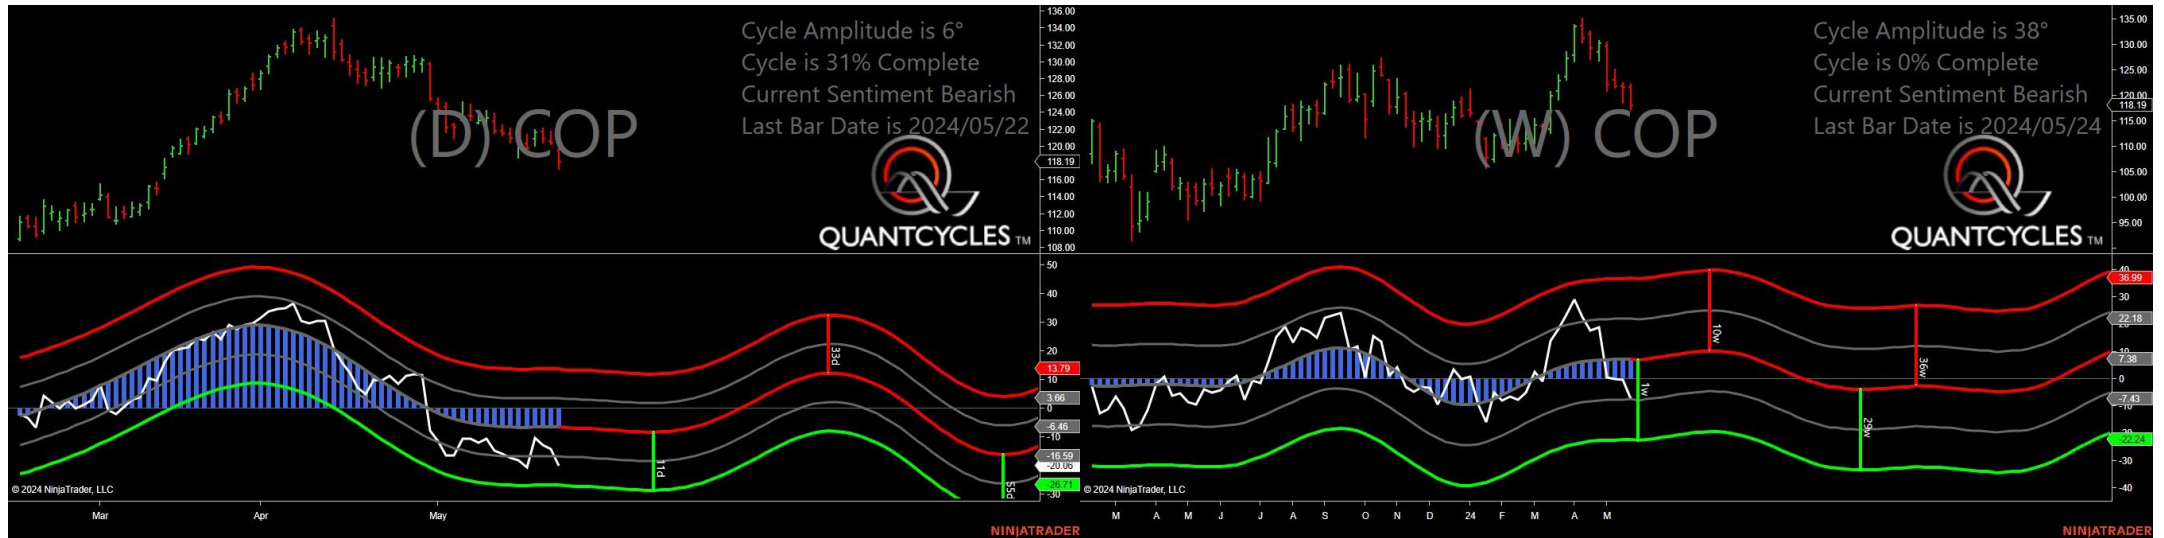 Cycle Amplitude is 6°
Cycle is 31% Complete
Current Sentiment Bearish
Last Bar Date is 2024/05/22
(D) COP
QUANTCYCLES TM
136.00
134.00
132.00
130.00
128.00
126.00
124.00
122.00
120.00
118.19
116.00
114.00
112.00
110.00
108.00
50
40
30
20
13.79
10
3.66
0
-6.46
-10
-16.59
-20.06
-26.71
-30
33d
11d
55d
© 2024 NinjaTrader, LLC
Mar
Apr
May
NINJATRADER
Cycle Amplitude is 38°
Cycle is 0% Complete
Current Sentiment Bearish
Last Bar Date is 2024/05/24
(W) COP
QUANTCYCLES TM
135.00
130.00
125.00
120.00
118.19
115.00
110.00
105.00
100.00
95.00
40
36.99
30
22.18
10
7.38
0
-7.43
-10
-22.24
-30
-40
10w
36w
1w
29w
© 2024 NinjaTrader, LLC
M A M J J A S O N D 24 F M A M
NINJATRADER